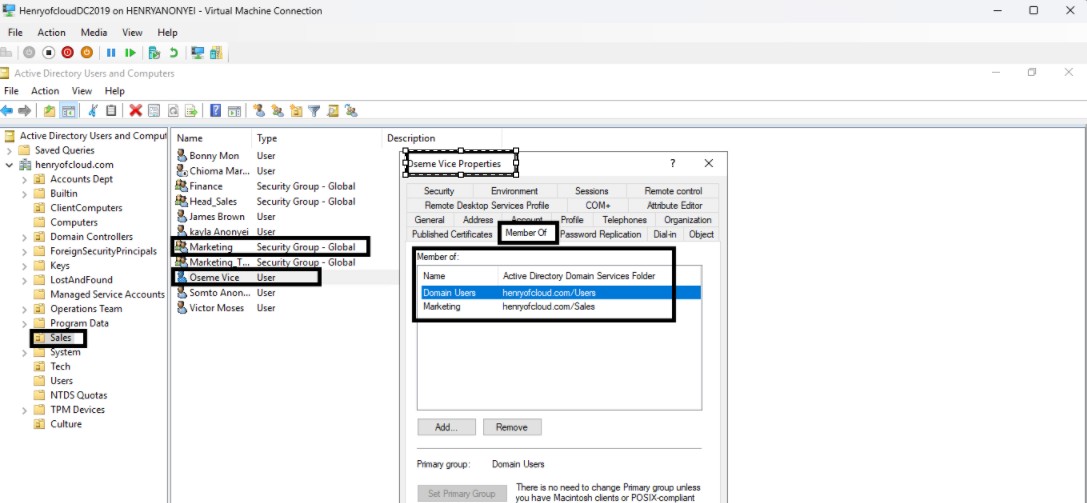 HenryofcloudDC2019 on HENRYANONYEI - Virtual Machine Connection
File Action Media View Help
Active Directory Users and Computers
File Action View Help
Active Directory Users and Comput
Saved Queries
henryofcloud.com
Accounts Dept
Builtin
ClientComputers
Computers
Domain Controllers
ForeignSecurityPrincipals
Keys
LostAndFound
Managed Service Accounts
Operations Team
Program Data
Sales
System
Tech
Users
NTDS Quotas
TPM Devices
Culture
Name Type Description
Bonny Mon User
Chioma Mar... User
Finance Security Group - Global
Head_Sales Security Group - Global
James Brown User
kayla Anonyei User
Marketing Security Group - Global
Marketing_T... Security Group - Global
Oseme Vice User
Somto Anon... User
Victor Moses User
Oseme Vice Properties
Security Environment Sessions Remote control
Remote Desktop Services Profile COM+ Attribute Editor
General Address Account Profile Telephones Organization
Published Certificates Member Of Password Replication Dial-in Object
Member of:
Name Active Directory Domain Services Folder
Domain Users henryofcloud.com/Users
Marketing henryofcloud.com/Sales
Add... Remove
Primary group: Domain Users
Set Primary Group
There is no need to change Primary group unless
you have Macintosh clients or POSIX-compliant